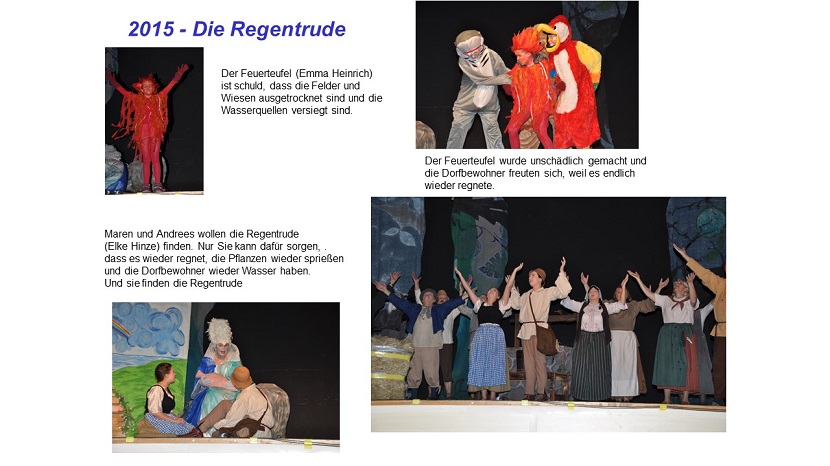 2015 - Die Regentrude
Der Feuerteufel (Emma Heinrich)
ist schuld, dass die Felder und
Wiesen ausgetrocknet sind und die
Wasserquellen versiegt sind.
Der Feuerteufel wurde unschädlich gemacht und
die Dorfbewohner freuten sich, weil es endlich
wieder regnete.
Maren und Andrees wollen die Regentrude
(Elke Hinze) finden. Nur Sie kann dafür sorgen, .
dass es wieder regnet, die Pflanzen wieder sprießen
und die Dorfbewohner wieder Wasser haben.
Und sie finden die Regentrude